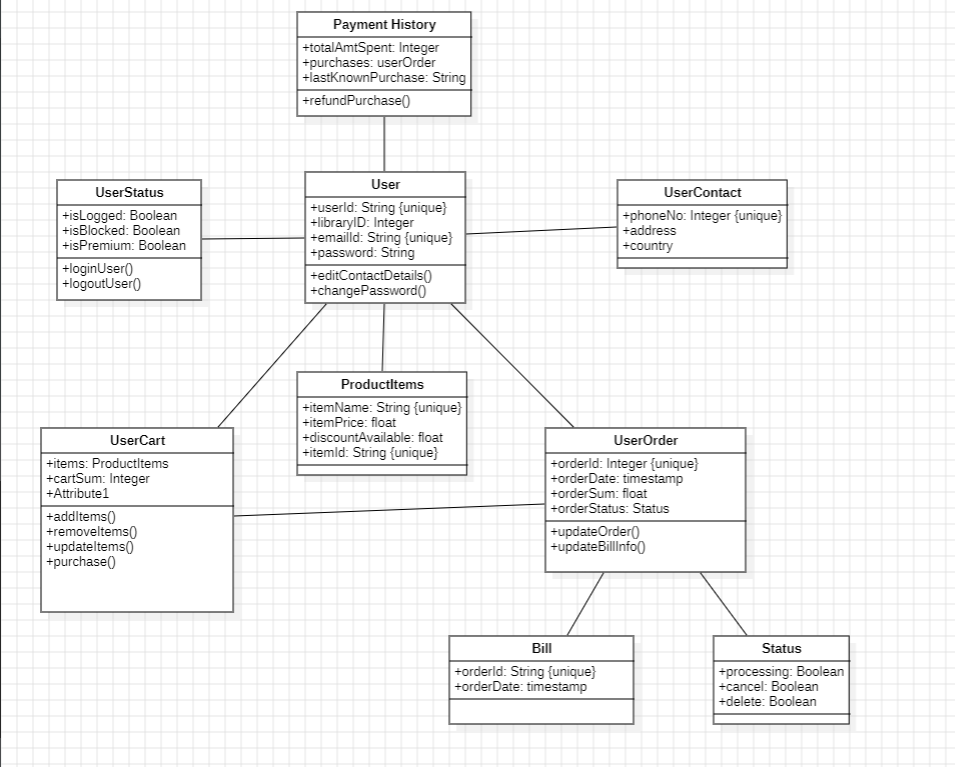 Payment History
+totalAmtSpent: Integer
+purchases: userOrder
+lastKnownPurchase: String
+refundPurchase()
UserStatus
+isLogged: Boolean
+isBlocked: Boolean
+isPremium: Boolean
+loginUser()
+logoutUser()
User
+userId: String {unique}
+libraryID: Integer
+emailId: String {unique}
+password: String
+editContactDetails()
+changePassword()
UserContact
+phoneNo: Integer {unique}
+address
+country
ProductItems
+itemName: String {unique}
+itemPrice: float
+discountAvailable: float
+itemId: String {unique}
UserCart
+items: ProductItems
+cartSum: Integer
+Attribute1
+addItems()
+removeItems()
+updateItems()
+purchase()
UserOrder
+orderId: Integer {unique}
+orderDate: timestamp
+orderSum: float
+orderStatus: Status
+updateOrder()
+updateBillInfo()
Bill
+orderId: String {unique}
+orderDate: timestamp
Status
+processing: Boolean
+cancel: Boolean
+delete: Boolean